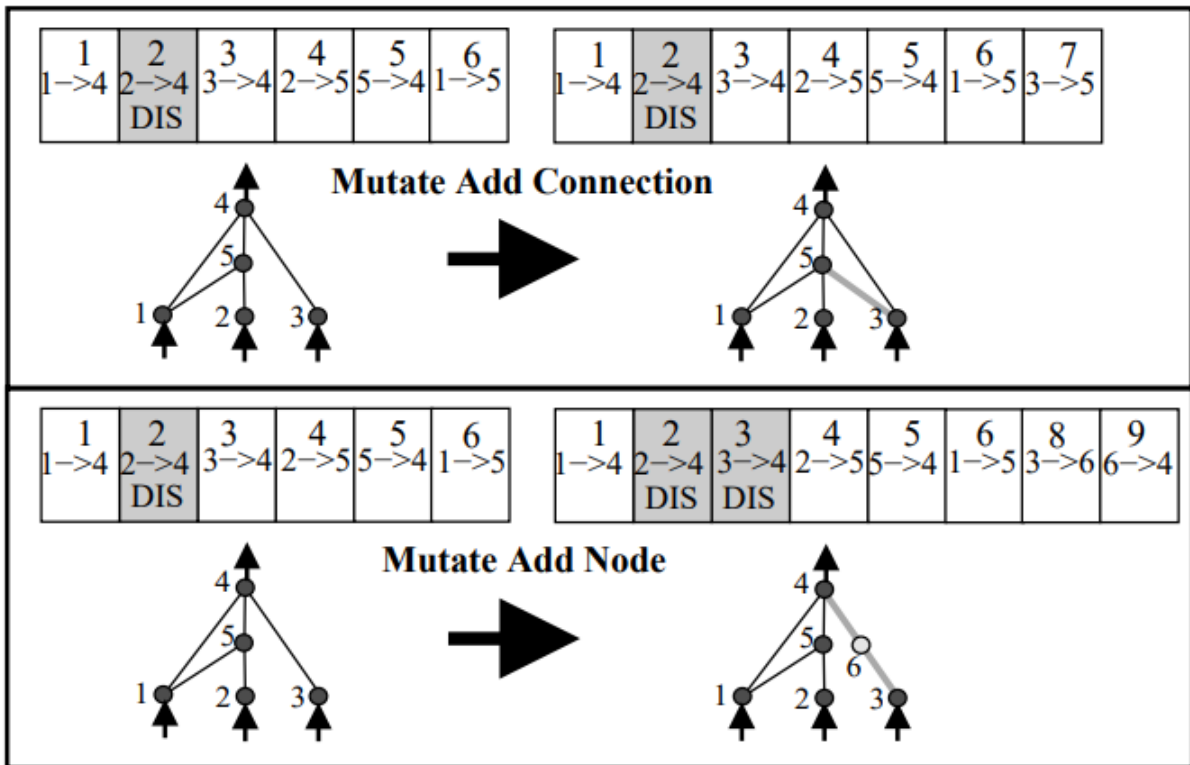 1 2 3 4 5 6
1->4 2->4 3->4 2->5 5->4 1->5
DIS
1 2 3 4 5 6 7
1->4 2->4 3->4 2->5 5->4 1->5 3->5
DIS
Mutate Add Connection
4
5
1 2 3
4
5
1 2 3
1 2 3 4 5 6
1->4 2->4 3->4 2->5 5->4 1->5
DIS
1 2 3 4 5 6 8 9
1->4 2->4 3->4 2->5 5->4 1->5 3->6 6->4
DIS DIS
Mutate Add Node
4
5
1 2 3
4
5 6
1 2 3